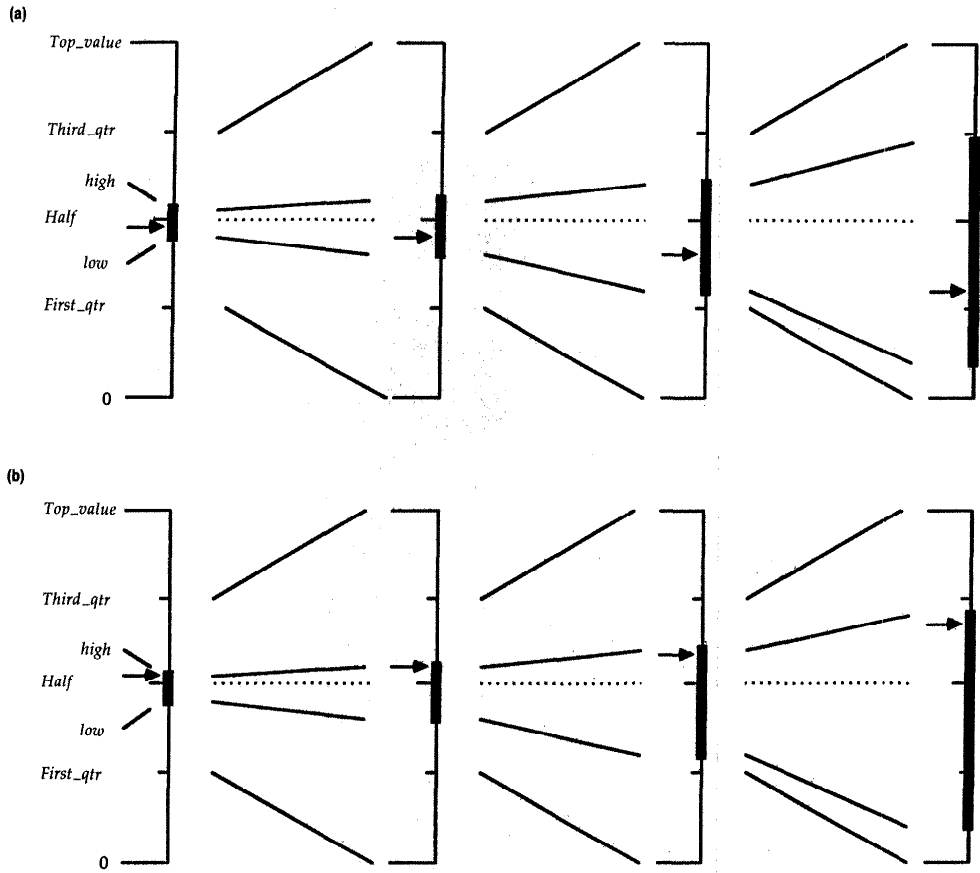 (a)
Top_value
Third_qtr
high
Half
low
First_qtr
0
(b)
Top_value
Third_qtr
high
Half
low
First_qtr
0